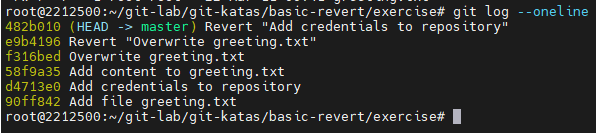 root@2212500:~/git-lab/git-katas/basic-revert/exercise# git log --oneline
482b010 (HEAD -> master) Revert "Add credentials to repository"
e9b4196 Revert "Overwrite greeting.txt"
f316bed Overwrite greeting.txt
58f9a35 Add content to greeting.txt
d4713e0 Add credentials to repository
90ff842 Add file greeting.txt
root@2212500:~/git-lab/git-katas/basic-revert/exercise#